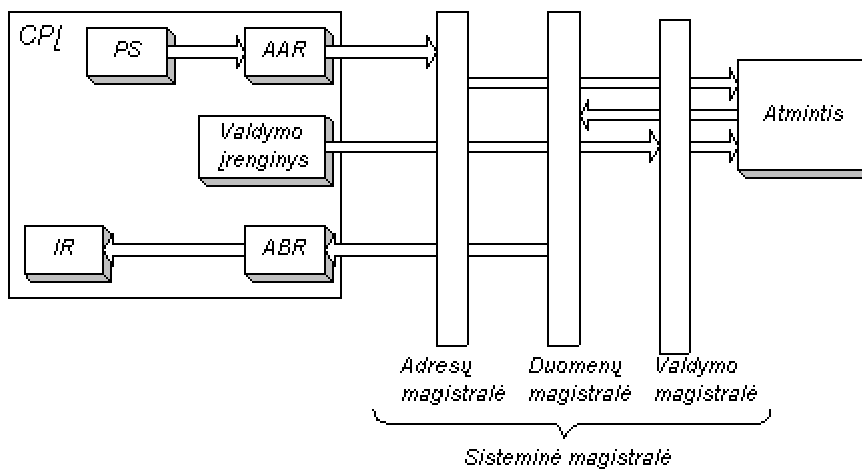 CPĮ
PS
AAR
Atmintis
Valdymo
įrenginys
IR
ABR
Adresų
magistralė
Duomenų
magistralė
Valdymo
magistralė
Sisteminė magistralė